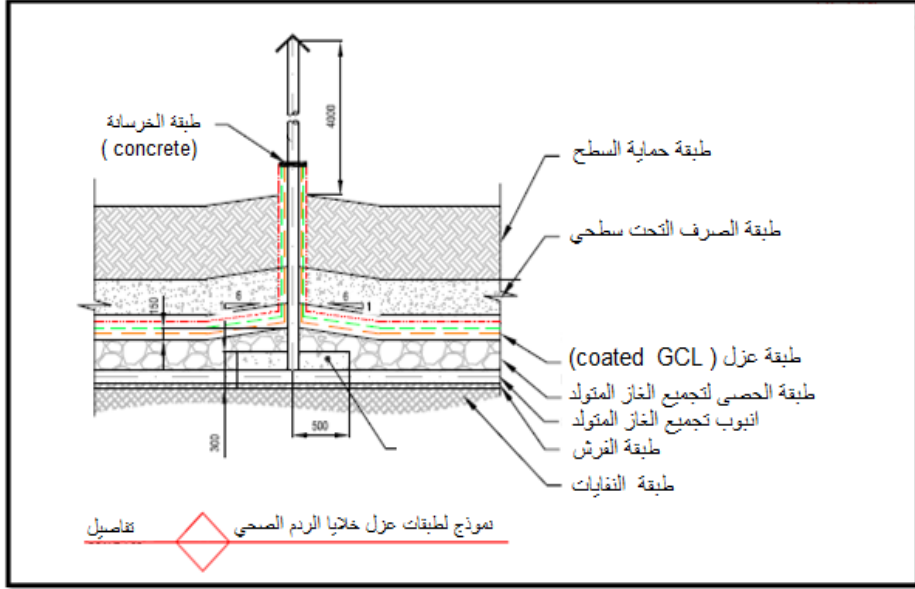 طبقة الخرسانة
( concrete)
4000
طبقة حماية السطح
طبقة الصرف التحت سطحي
6
6
1
150
طبقة عزل ( coated GCL)
طبقة الحصى لتجميع الغاز المتولد
انبوب تجميع الغاز المتولد
طبقة الفرش
طبقة النفايات
300
500
نموذج لطبقات عزل خلايا الردم الصحي
تفاصيل